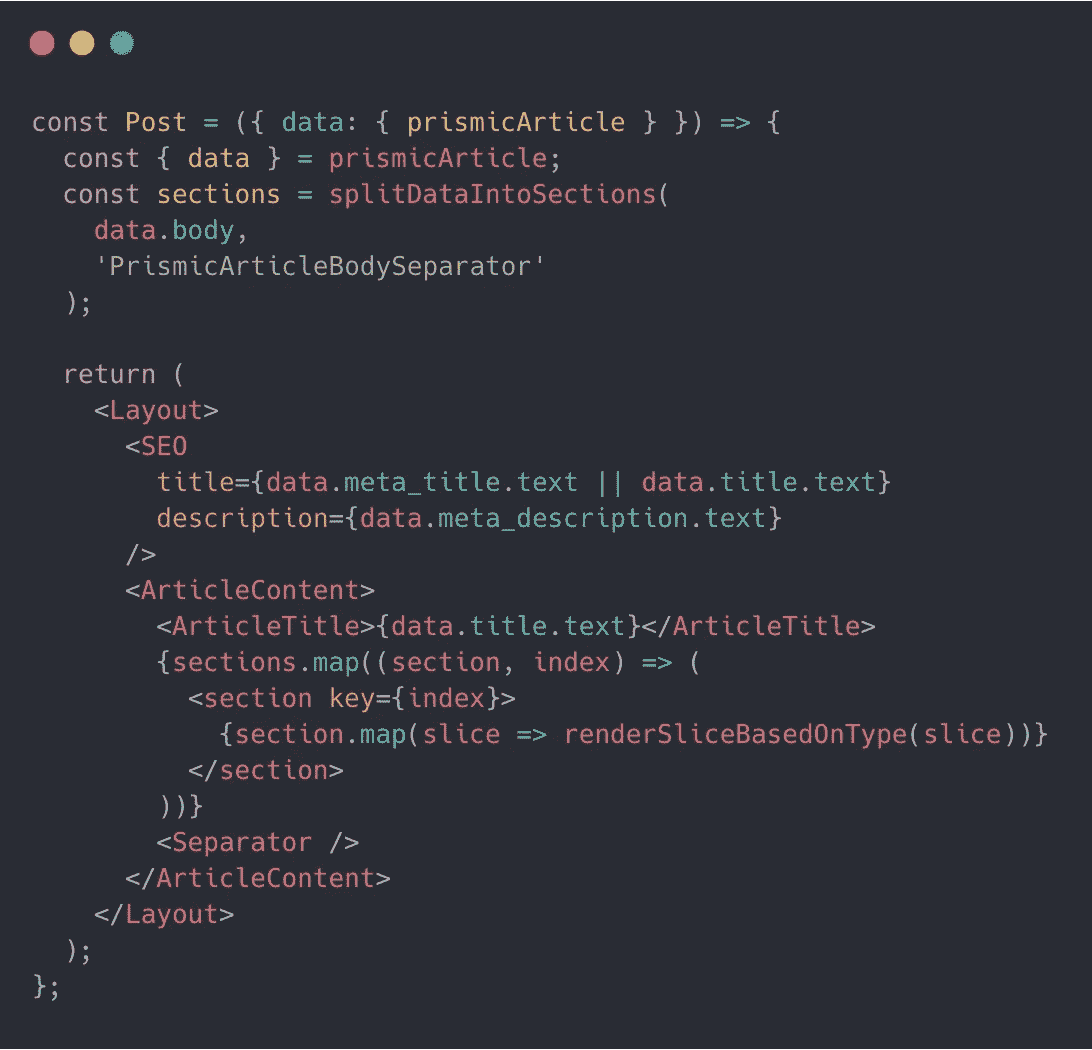 const Post = ({ data: { prismicArticle } }) => {
  const { data } = prismicArticle;
  const sections = splitDataIntoSections(
    data.body,
    'PrismicArticleBodySeparator'
  );

  return (
    <Layout>
      <SEO
        title={data.meta_title.text || data.title.text}
        description={data.meta_description.text}
      />
      <ArticleContent>
        <ArticleTitle>{data.title.text}</ArticleTitle>
        {sections.map((section, index) => (
          <section key={index}>
            {section.map(slice => renderSliceBasedOnType(slice))}
          </section>
        ))}
        <Separator />
      </ArticleContent>
    </Layout>
  );
};